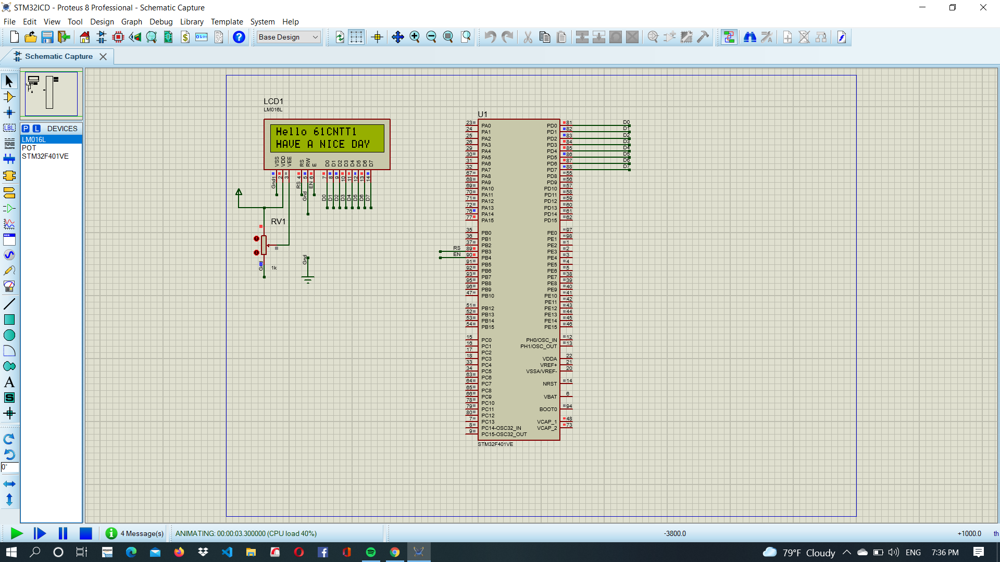 STM32ICD - Proteus 8 Professional - Schematic Capture
File Edit View Tool Design Graph Debug Library Template System Help
Base Design
Schematic Capture
P L DEVICES
LM016L
POT
STM32F401VE
LBL
A
S
0°
LCD1
LM016L
Hello 61CNTT1
HAVE A NICE DAY
VSS VDD VEE RS RW E D0 D1 D2 D3 D4 D5 D6 D7
1 2 3 4 5 6 7 8 9 10 11 12 13 14
Gnd RS Gnd EN D0 D1 D2 D3 D4 D5 D6 D7
RV1
1k
Gnd
Gnd
U1
23 PA0 PD0 81 D0
24 PA1 PD1 82 D1
25 PA2 PD2 83 D2
26 PA3 PD3 84 D3
29 PA4 PD4 85 D4
30 PA5 PD5 86 D5
31 PA6 PD6 87 D6
32 PA7 PD7 88 D7
67 PA8 PD8 55
68 PA9 PD9 56
69 PA10 PD10 57
70 PA11 PD11 58
71 PA12 PD12 59
72 PA13 PD13 60
76 PA14 PD14 61
77 PA15 PD15 62
35 PB0 PE0 97
36 PB1 PE1 98
37 PB2 PE2 1
RS 89 PB3 PE3 2
EN 90 PB4 PE4 3
91 PB5 PE5 4
92 PB6 PE6 5
93 PB7 PE7 38
95 PB8 PE8 39
96 PB9 PE9 40
47 PB10 PE10 41
PE11 42
51 PB12 PE12 43
52 PB13 PE13 44
53 PB14 PE14 45
54 PB15 PE15 46
15 PC0 PH0/OSC_IN 12
16 PC1 PH1/OSC_OUT 13
17 PC2
18 PC3 VDDA 22
33 PC4 VREF+ 21
34 PC5 VSSA/VREF- 20
63 PC6
64 PC7 NRST 14
65 PC8
66 PC9 VBAT 6
78 PC10
79 PC11 BOOT0 94
80 PC12
7 PC13 VCAP_1 48
8 PC14-OSC32_IN VCAP_2 73
9 PC15-OSC32_OUT
STM32F401VE
4 Message(s) ANIMATING: 00:00:03.300000 (CPU load 40%) -3800.0 +1000.0 th
79°F Cloudy ENG 7:36 PM